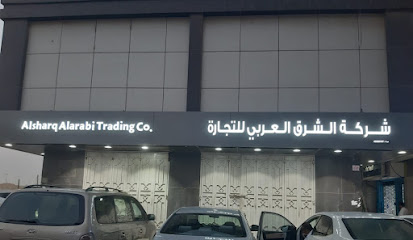 Alsharq Alarabi Trading Co.
شركة الشرق العربي للتجارة